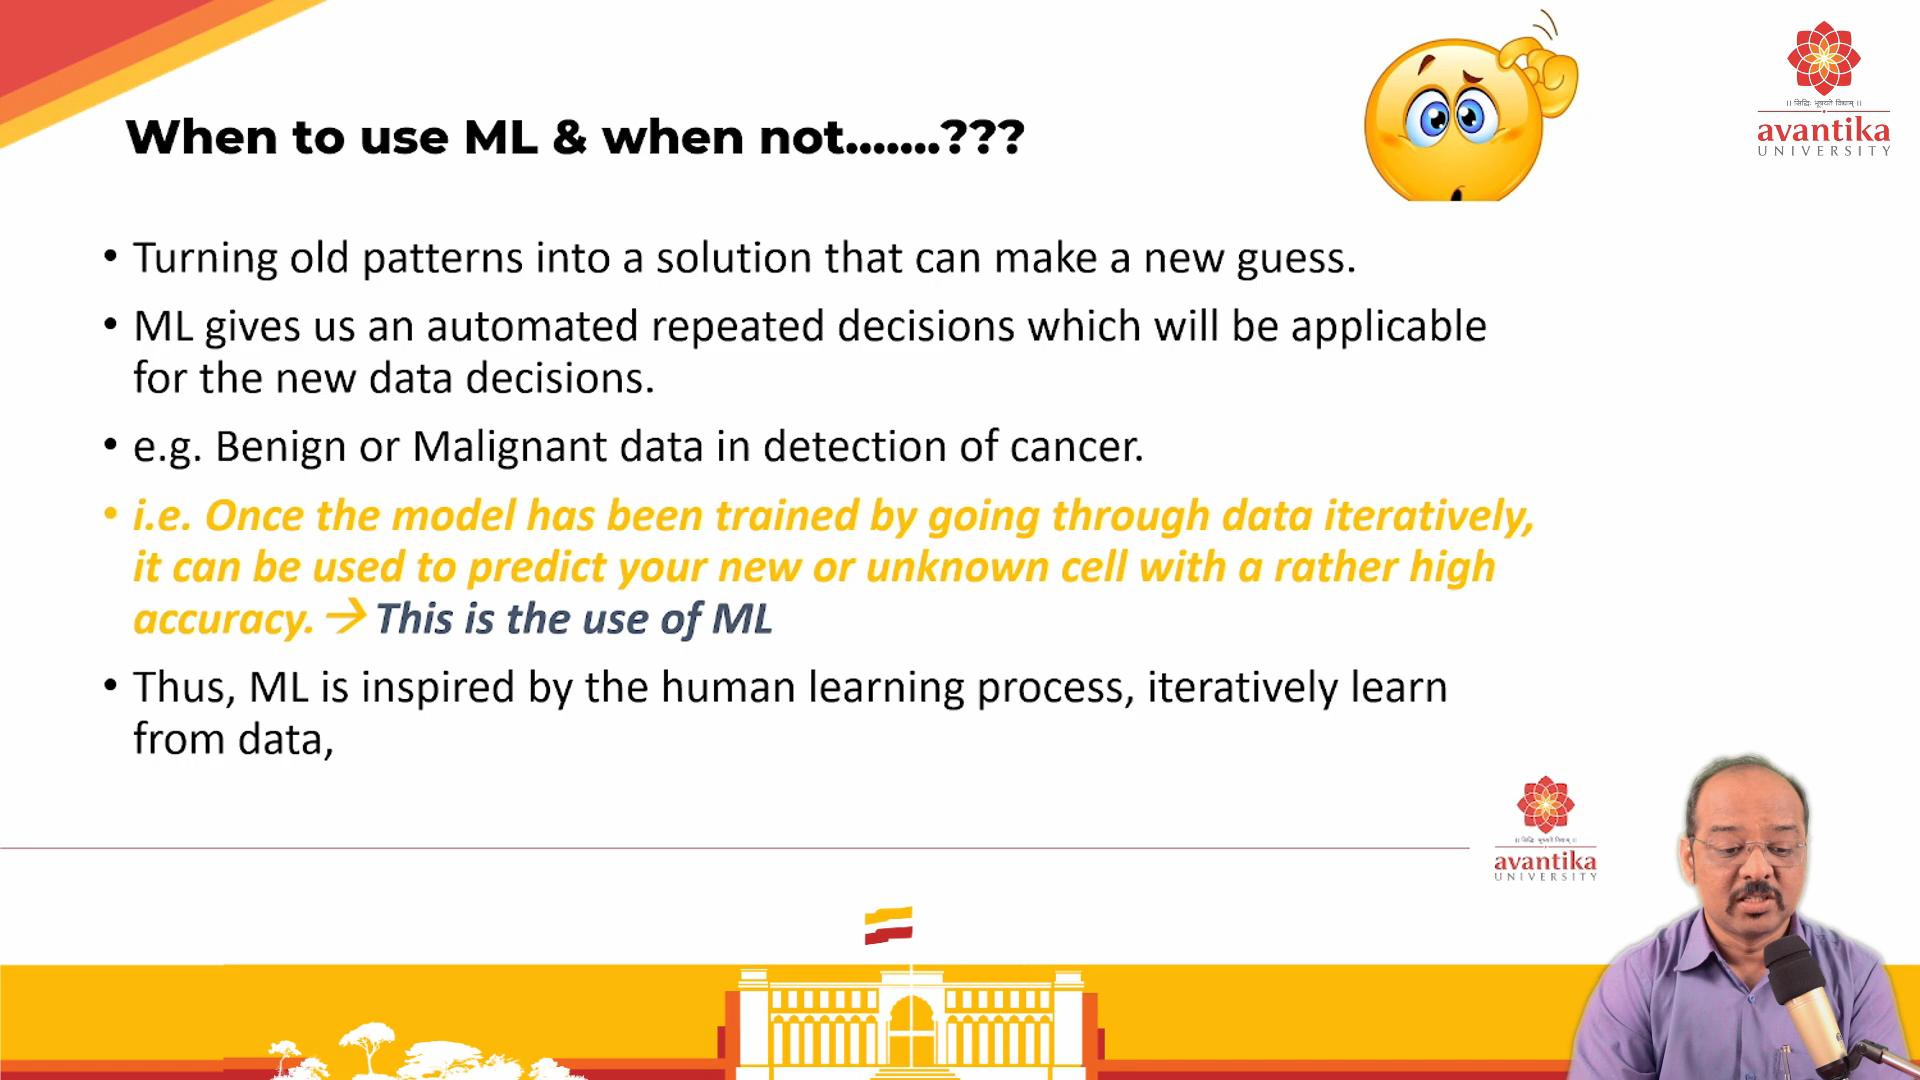 When to use ML & when not.......???
|| सिद्धिः भूषयते विद्याम् ||
avantika
UNIVERSITY
• Turning old patterns into a solution that can make a new guess.
• ML gives us an automated repeated decisions which will be applicable
for the new data decisions.
• e.g. Benign or Malignant data in detection of cancer.
• i.e. Once the model has been trained by going through data iteratively,
it can be used to predict your new or unknown cell with a rather high
accuracy. → This is the use of ML
• Thus, ML is inspired by the human learning process, iteratively learn
from data,
avantika
UNIVERSITY